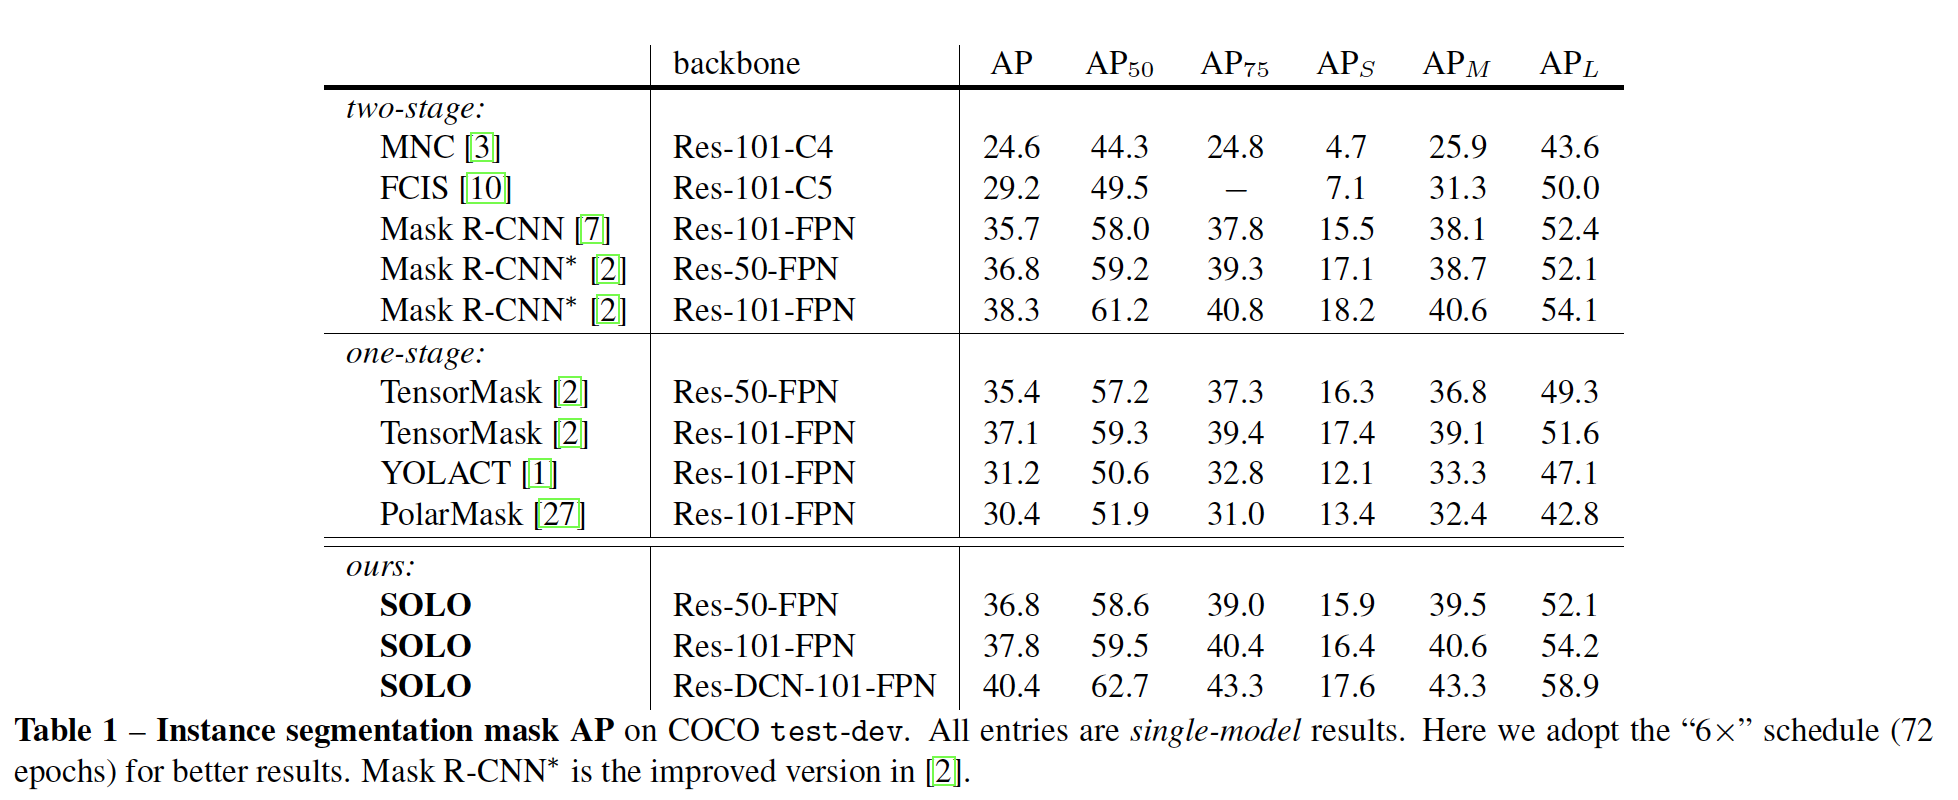 backbone AP AP50 AP75 APS APM APL
two-stage:
MNC [3] Res-101-C4 24.6 44.3 24.8 4.7 25.9 43.6
FCIS [10] Res-101-C5 29.2 49.5 – 7.1 31.3 50.0
Mask R-CNN [7] Res-101-FPN 35.7 58.0 37.8 15.5 38.1 52.4
Mask R-CNN* [2] Res-50-FPN 36.8 59.2 39.3 17.1 38.7 52.1
Mask R-CNN* [2] Res-101-FPN 38.3 61.2 40.8 18.2 40.6 54.1
one-stage:
TensorMask [2] Res-50-FPN 35.4 57.2 37.3 16.3 36.8 49.3
TensorMask [2] Res-101-FPN 37.1 59.3 39.4 17.4 39.1 51.6
YOLACT [1] Res-101-FPN 31.2 50.6 32.8 12.1 33.3 47.1
PolarMask [27] Res-101-FPN 30.4 51.9 31.0 13.4 32.4 42.8
ours:
SOLO Res-50-FPN 36.8 58.6 39.0 15.9 39.5 52.1
SOLO Res-101-FPN 37.8 59.5 40.4 16.4 40.6 54.2
SOLO Res-DCN-101-FPN 40.4 62.7 43.3 17.6 43.3 58.9
Table 1 – Instance segmentation mask AP on COCO test-dev. All entries are single-model results. Here we adopt the “6×” schedule (72
epochs) for better results. Mask R-CNN* is the improved version in [2].